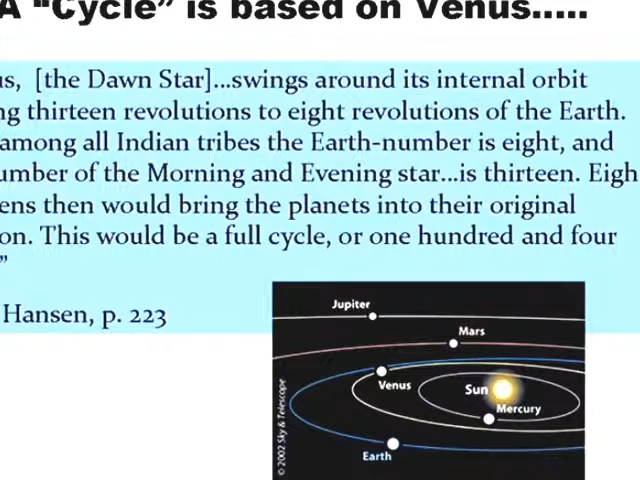 A “Cycle” is based on Venus.....
us, [the Dawn Star]...swings around its internal orbit
ng thirteen revolutions to eight revolutions of the Earth.
among all Indian tribes the Earth-number is eight, and
umber of the Morning and Evening star...is thirteen. Eigh
ens then would bring the planets into their original
on. This would be a full cycle, or one hundred and four
”
Hansen, p. 223
Jupiter
Mars
Venus
Sun
Mercury
Earth
© 2002 Sky & Telescope